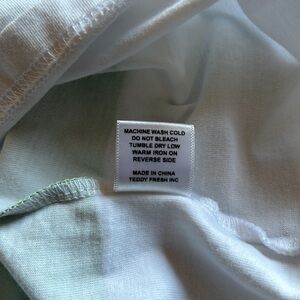 MACHINE WASH COLD
DO NOT BLEACH
TUMBLE DRY LOW
WARM IRON ON
REVERSE SIDE
MADE IN CHINA
TEDDY FRESH INC